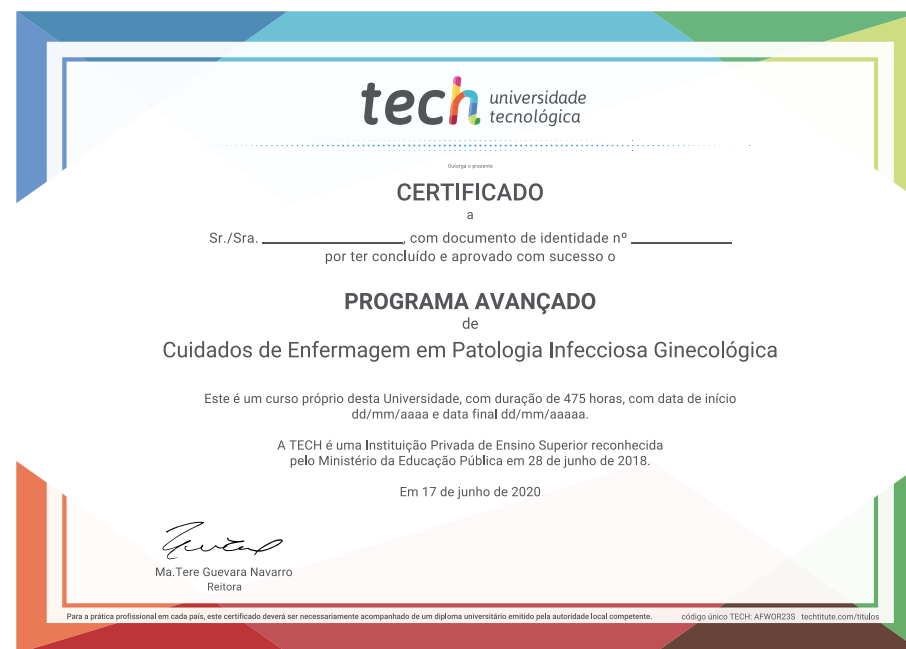 tech universidade
tecnológica
Outorga o presente
CERTIFICADO
a
Sr./Sra. ________________, com documento de identidade nº ____________
por ter concluído e aprovado com sucesso o
PROGRAMA AVANÇADO
de
Cuidados de Enfermagem em Patologia Infecciosa Ginecológica
Este é um curso próprio desta Universidade, com duração de 475 horas, com data de início
dd/mm/aaaa e data final dd/mm/aaaaa.
A TECH é uma Instituição Privada de Ensino Superior reconhecida
pelo Ministério da Educação Pública em 28 de junho de 2018.
Em 17 de junho de 2020
Ma.Tere Guevara Navarro
Reitora
Para a prática profissional em cada país, este certificado deverá ser necessariamente acompanhado de um diploma universitário emitido pela autoridade local competente. código único TECH: AFWOR23S techtitute.com/titulos